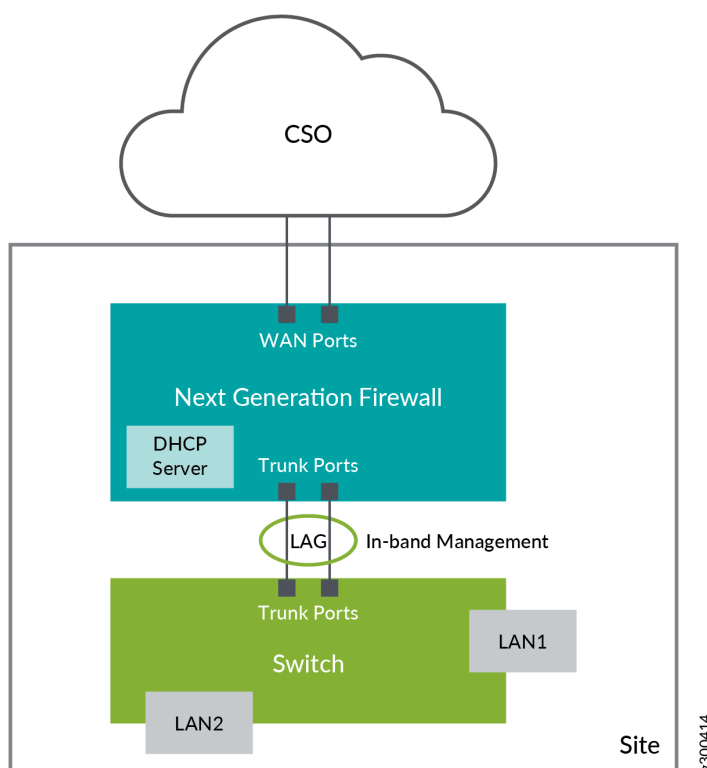 CSO
WAN Ports
Next Generation Firewall
DHCP
Server
Trunk Ports
LAG
In-band Management
Trunk Ports
Switch
LAN1
LAN2
Site